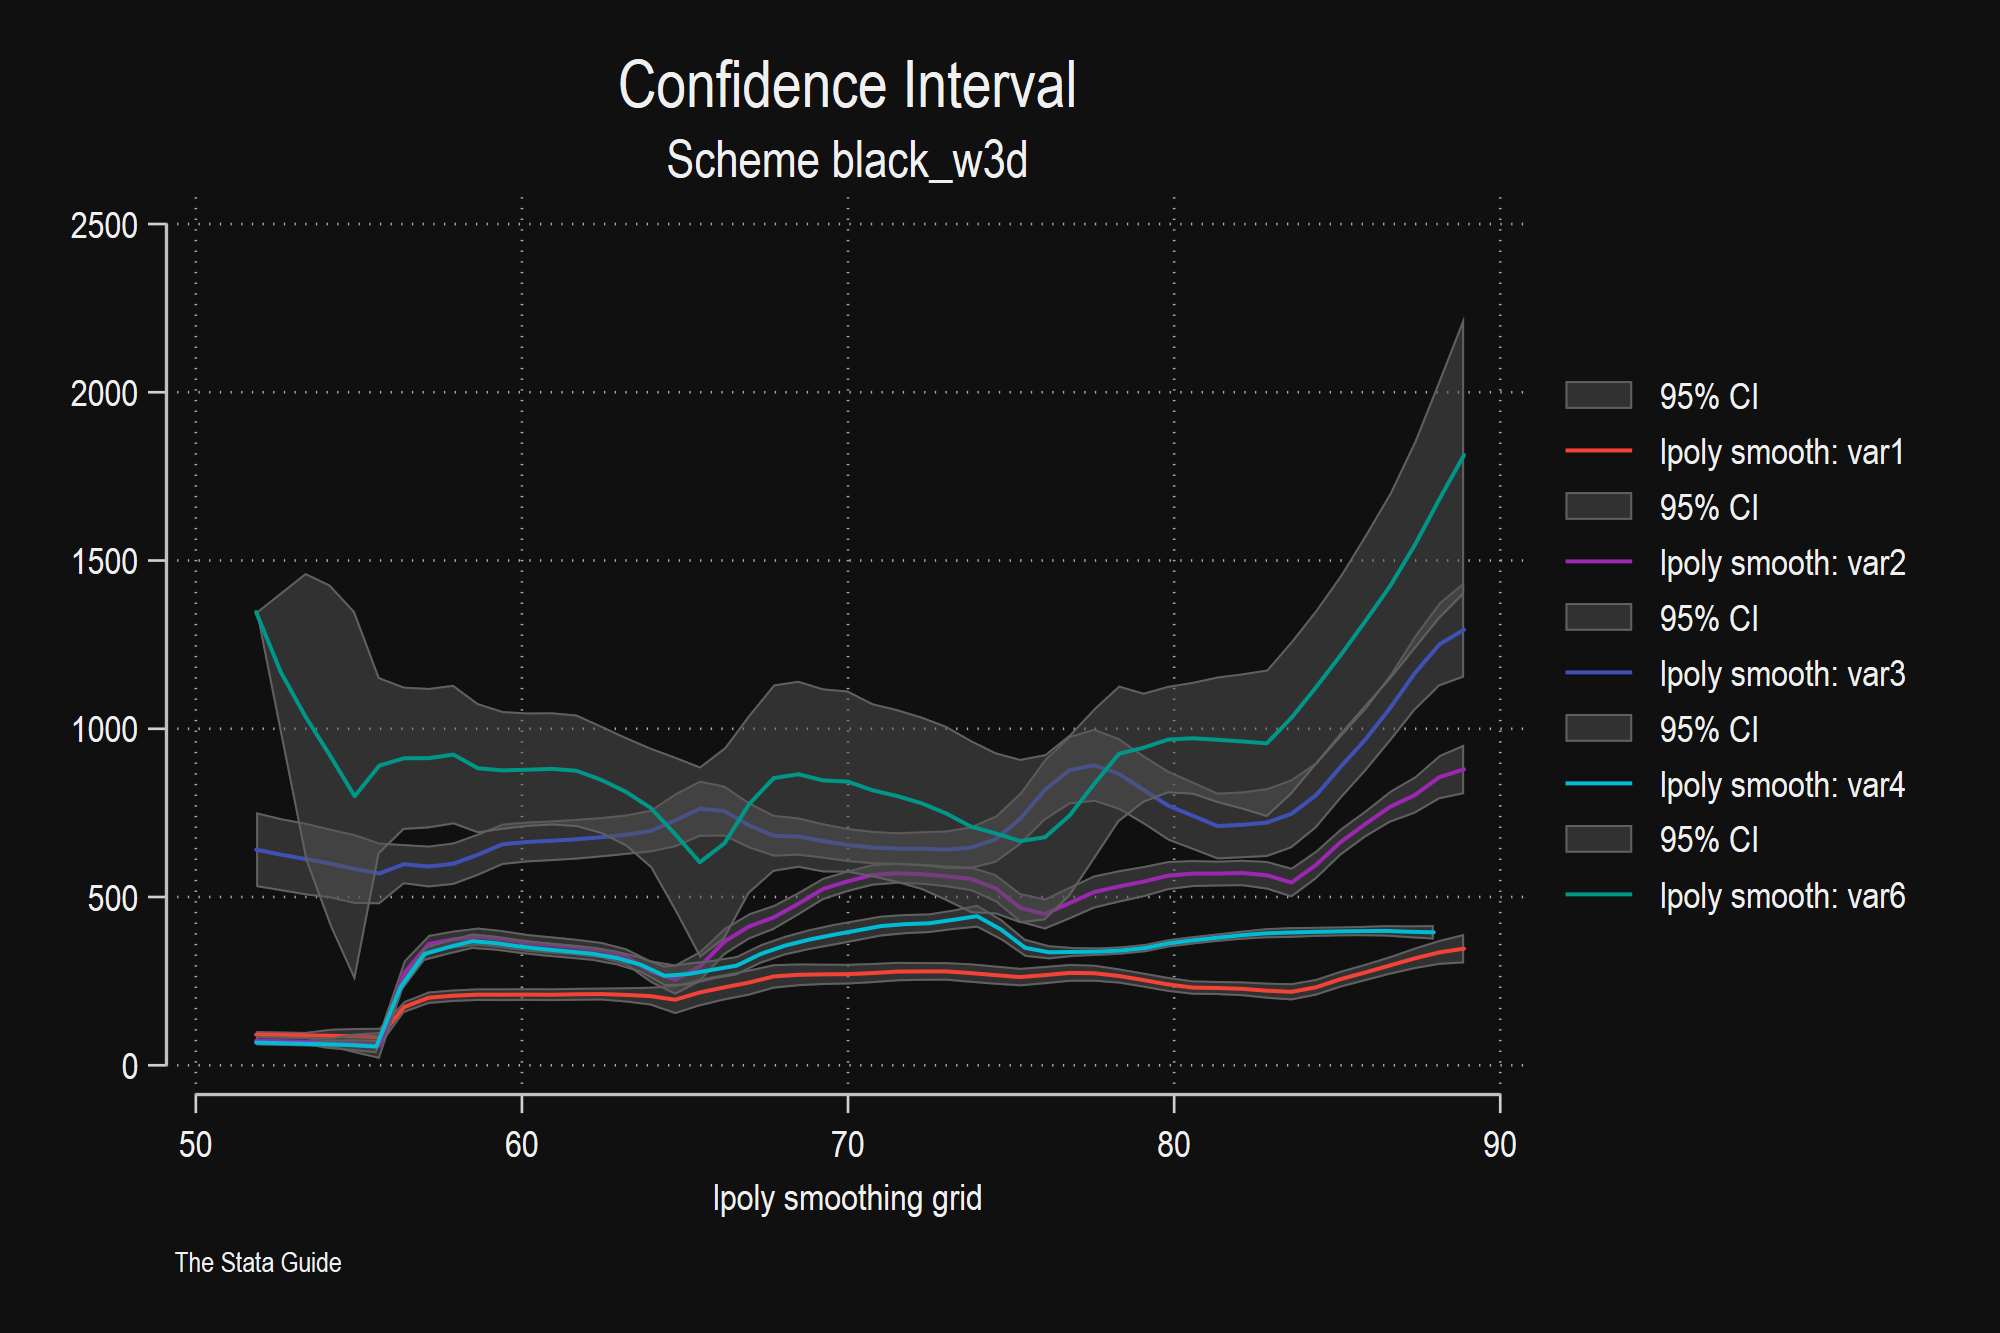 Confidence Interval
Scheme black_w3d
2500
2000
1500
1000
500
0
50 60 70 80 90
lpoly smoothing grid
95% CI
lpoly smooth: var1
95% CI
lpoly smooth: var2
95% CI
lpoly smooth: var3
95% CI
lpoly smooth: var4
95% CI
lpoly smooth: var6
The Stata Guide